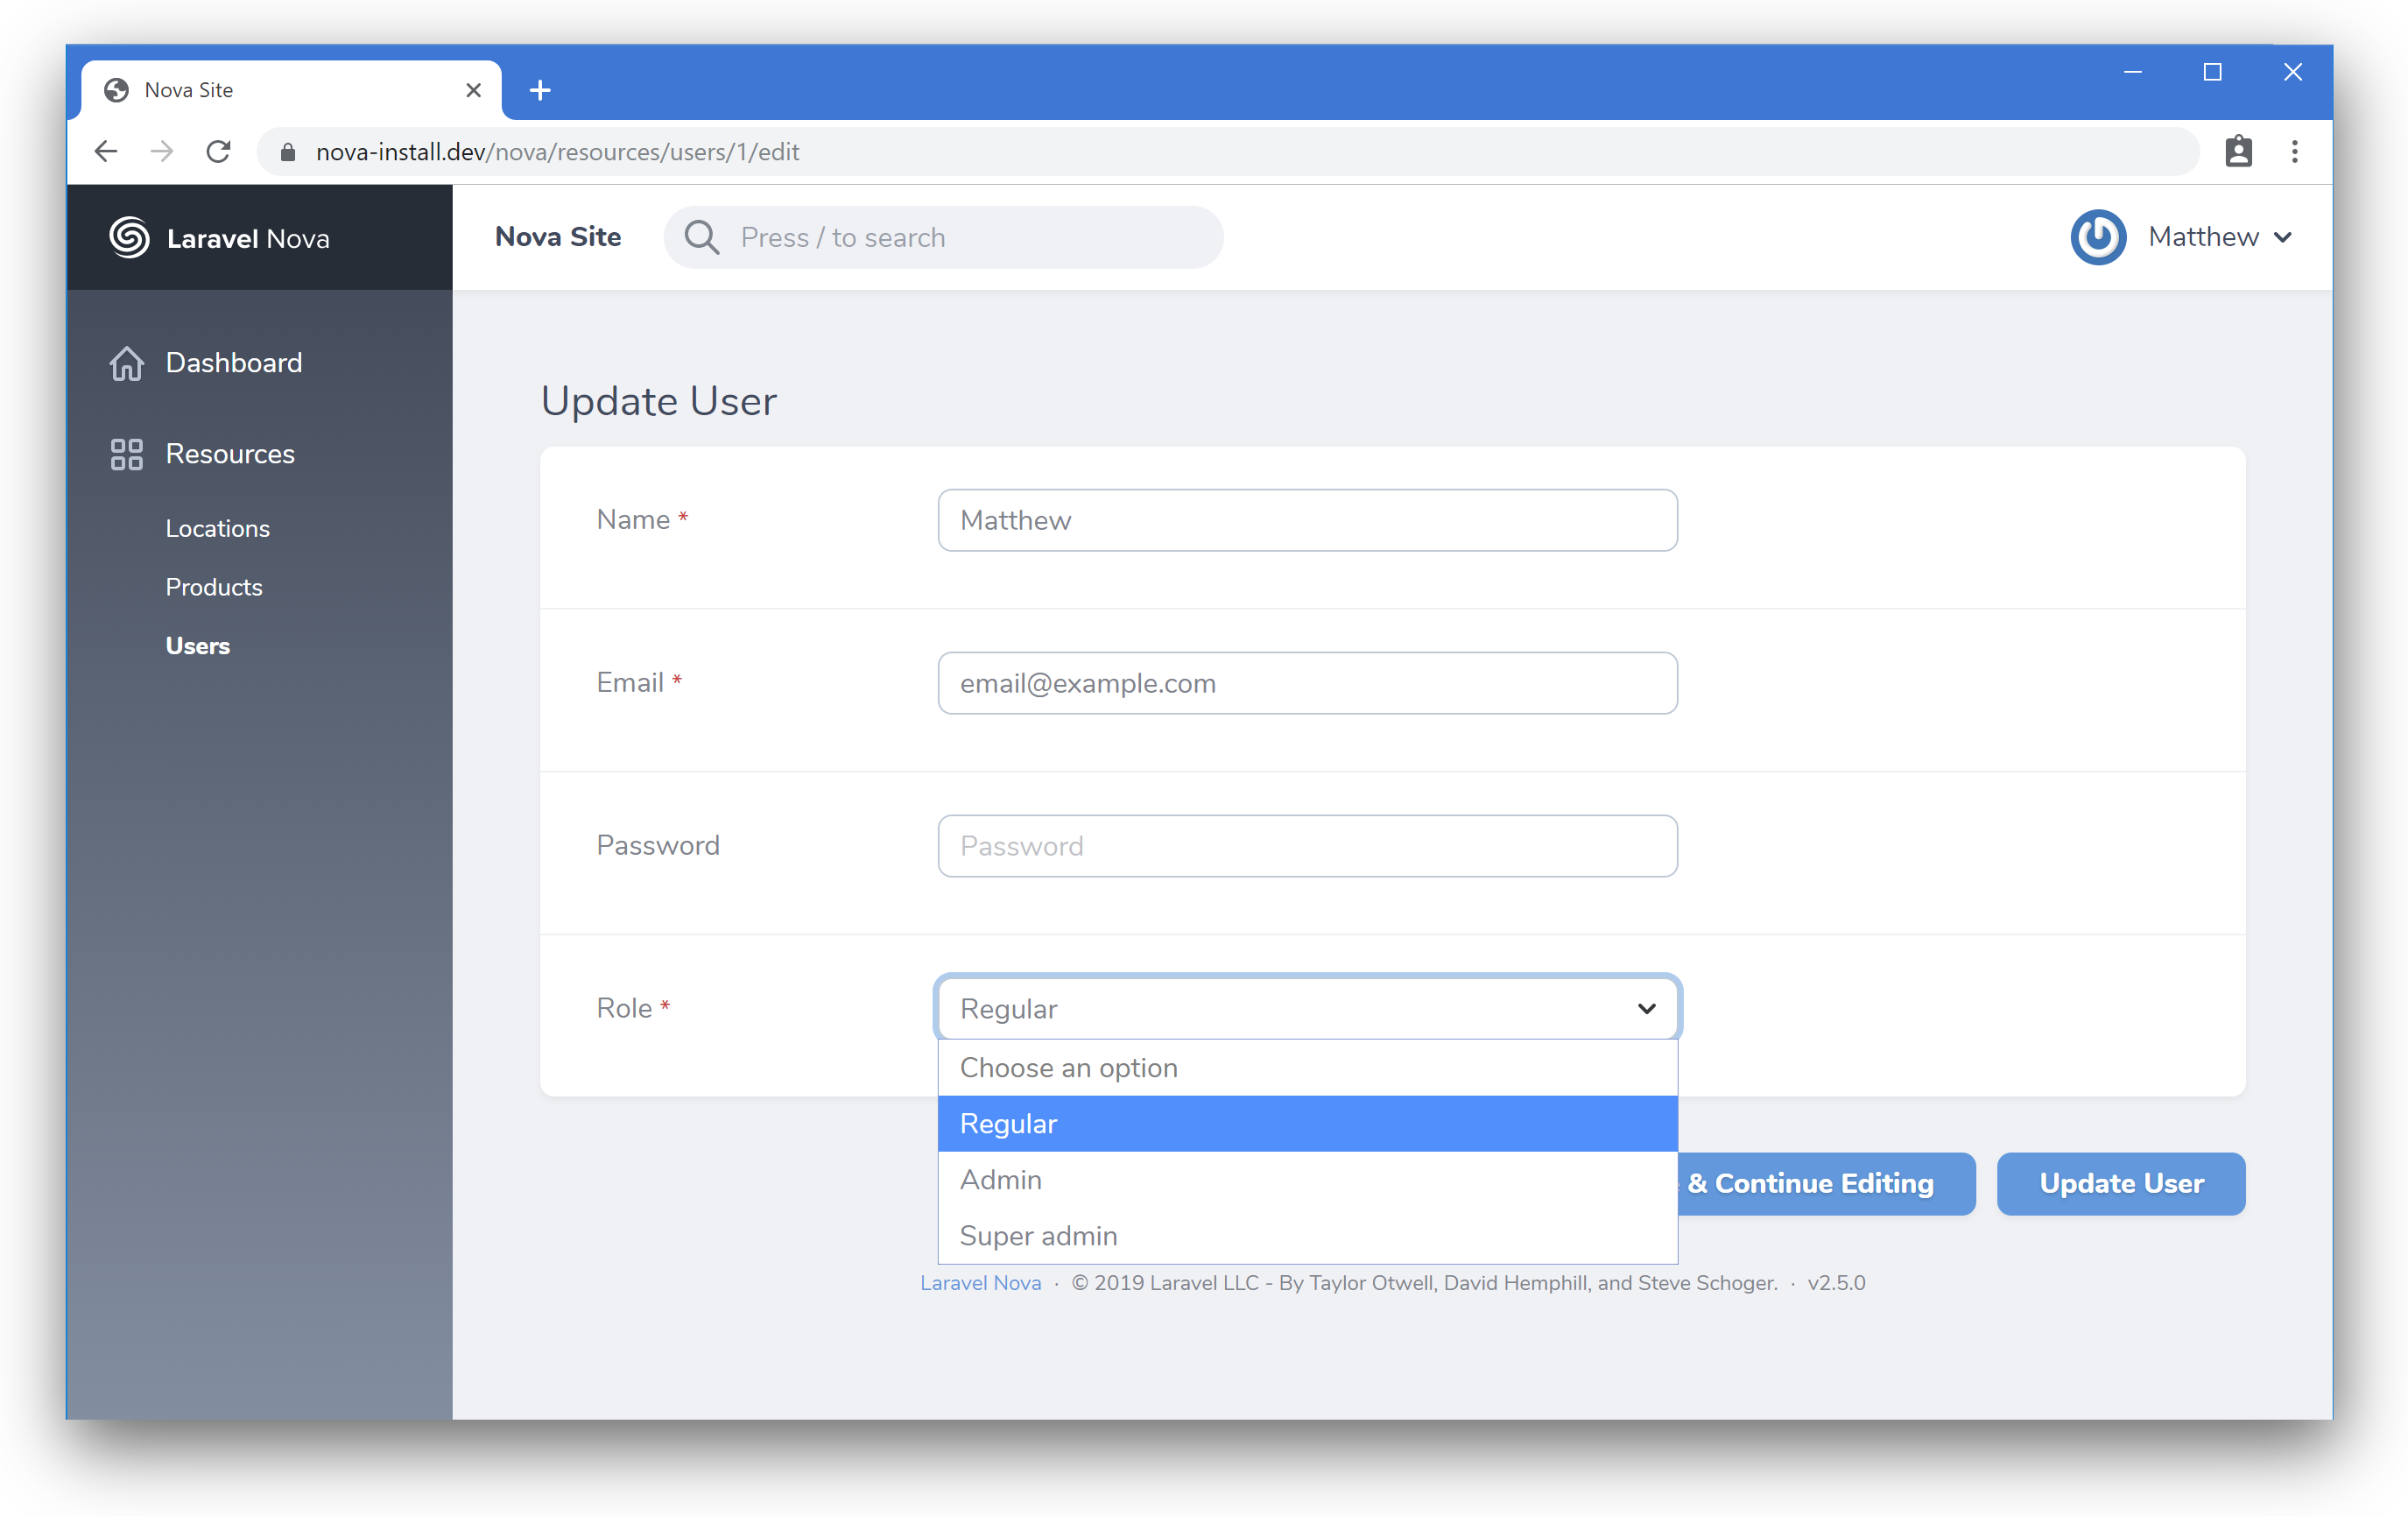 Nova Site
nova-install.dev/nova/resources/users/1/edit
Laravel Nova
Nova Site
Press / to search
Matthew
Dashboard
Resources
Locations
Products
Users
Update User
Name *
Matthew
Email *
email@example.com
Password
Password
Role *
Regular
Choose an option
Regular
Admin
Super admin
& Continue Editing
Update User
Laravel Nova · © 2019 Laravel LLC - By Taylor Otwell, David Hemphill, and Steve Schoger. · v2.5.0